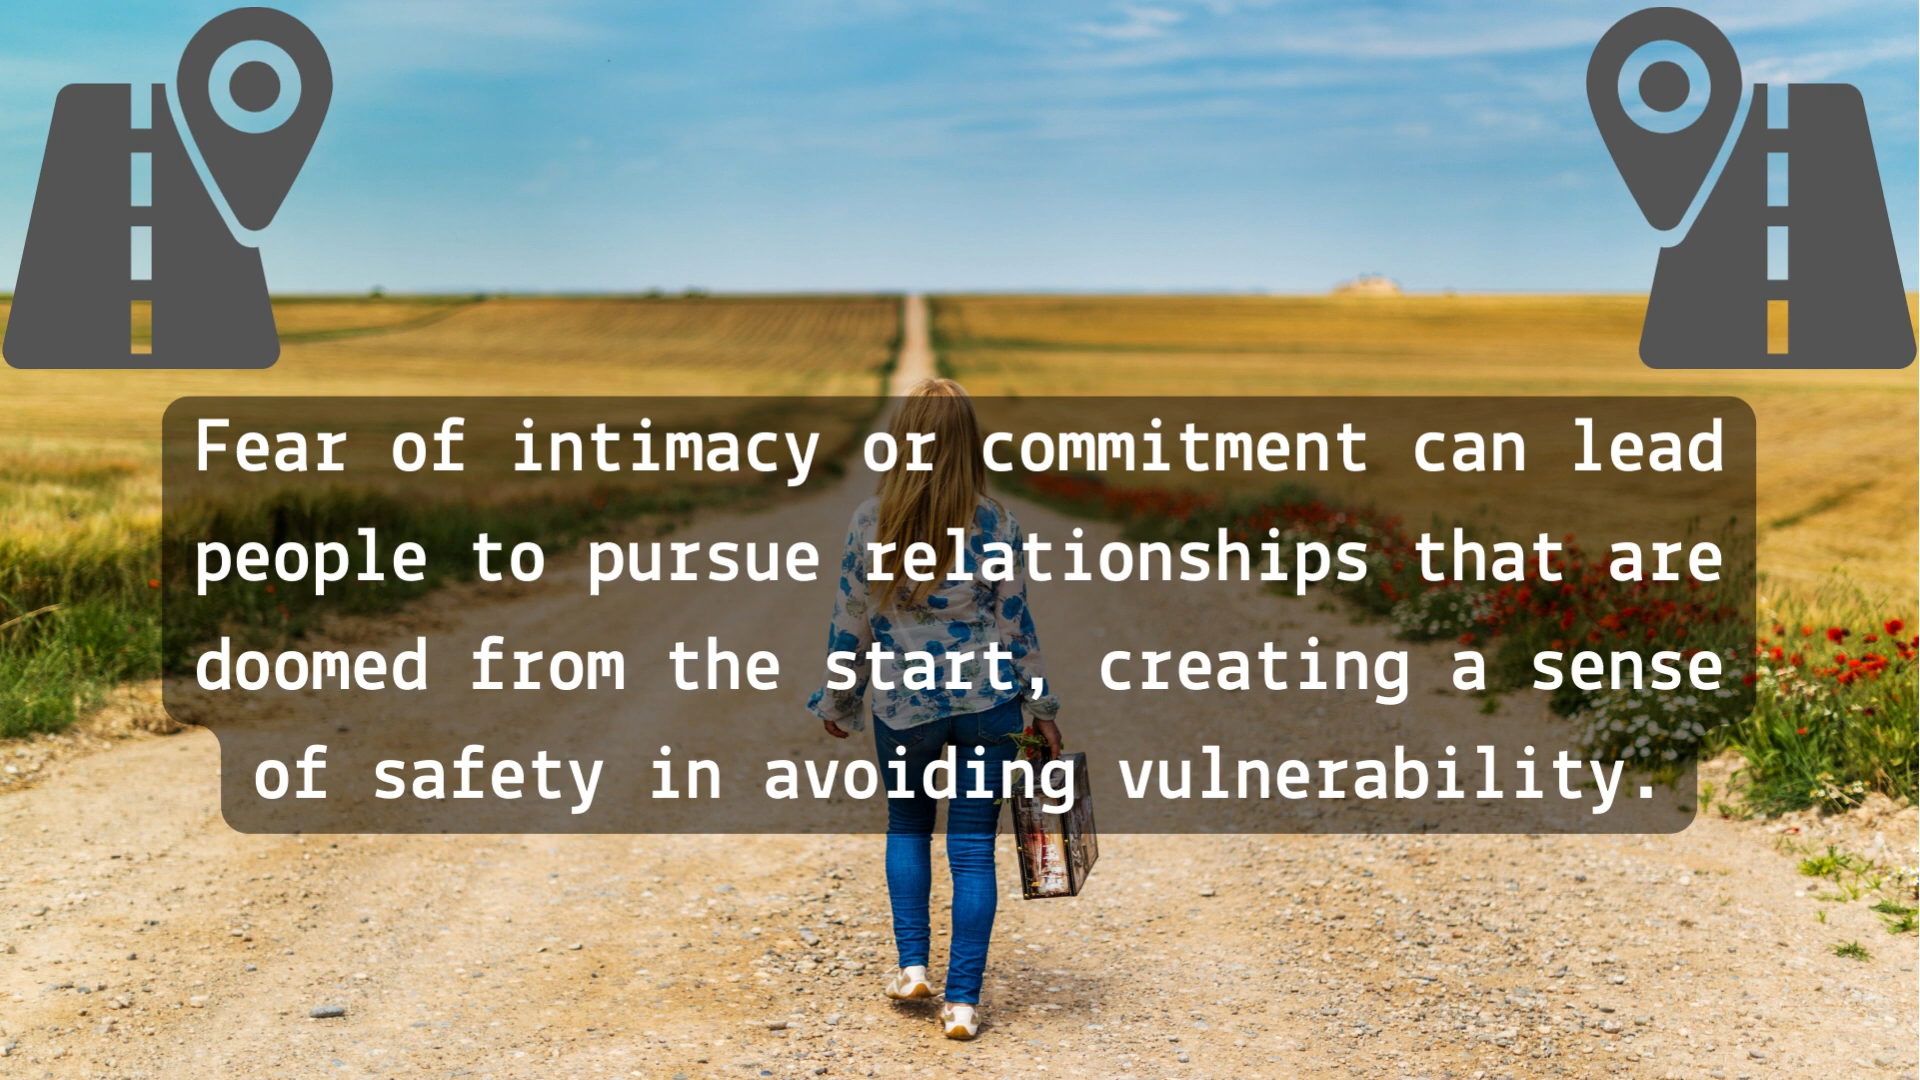 Fear of intimacy or commitment can lead
people to pursue relationships that are
doomed from the start, creating a sense
of safety in avoiding vulnerability.